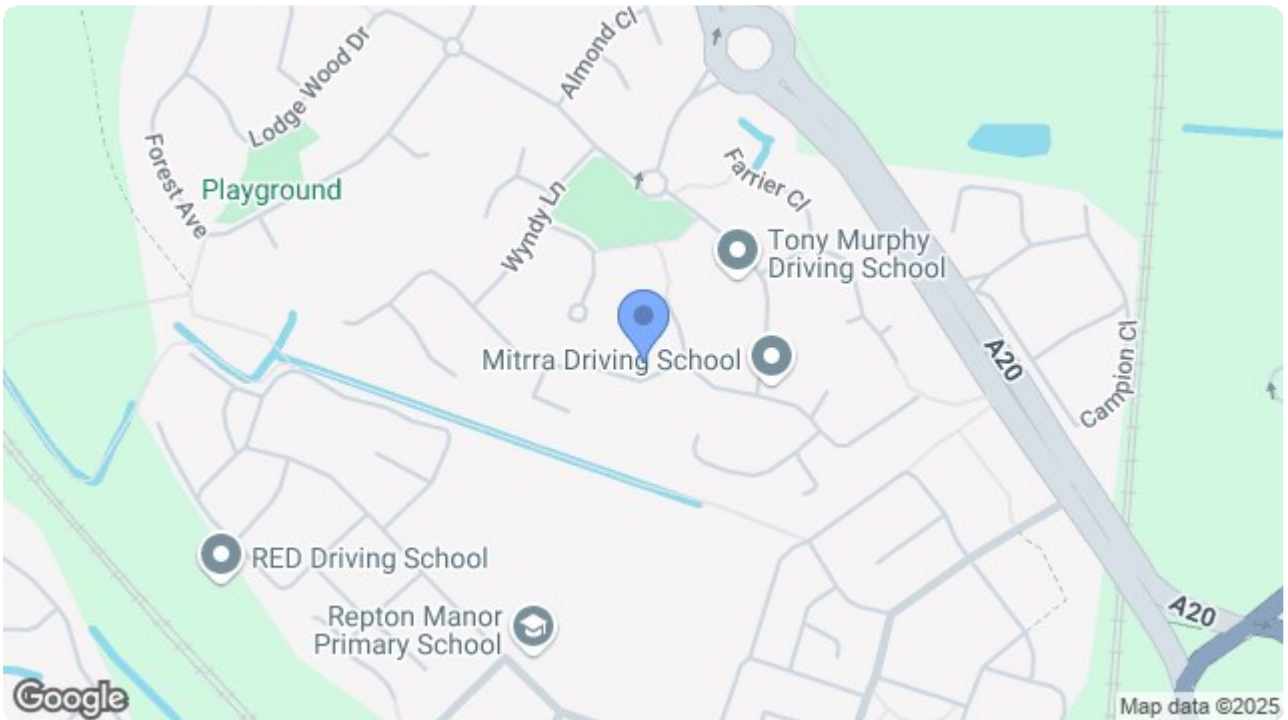 Lodge Wood Dr
Almond Cl
Forest Ave
Playground
Wyndy Ln
Farrier Cl
Tony Murphy
Driving School
Mitrra Driving School
A20
Campion Cl
RED Driving School
Repton Manor
Primary School
A20
Google
Map data ©2025